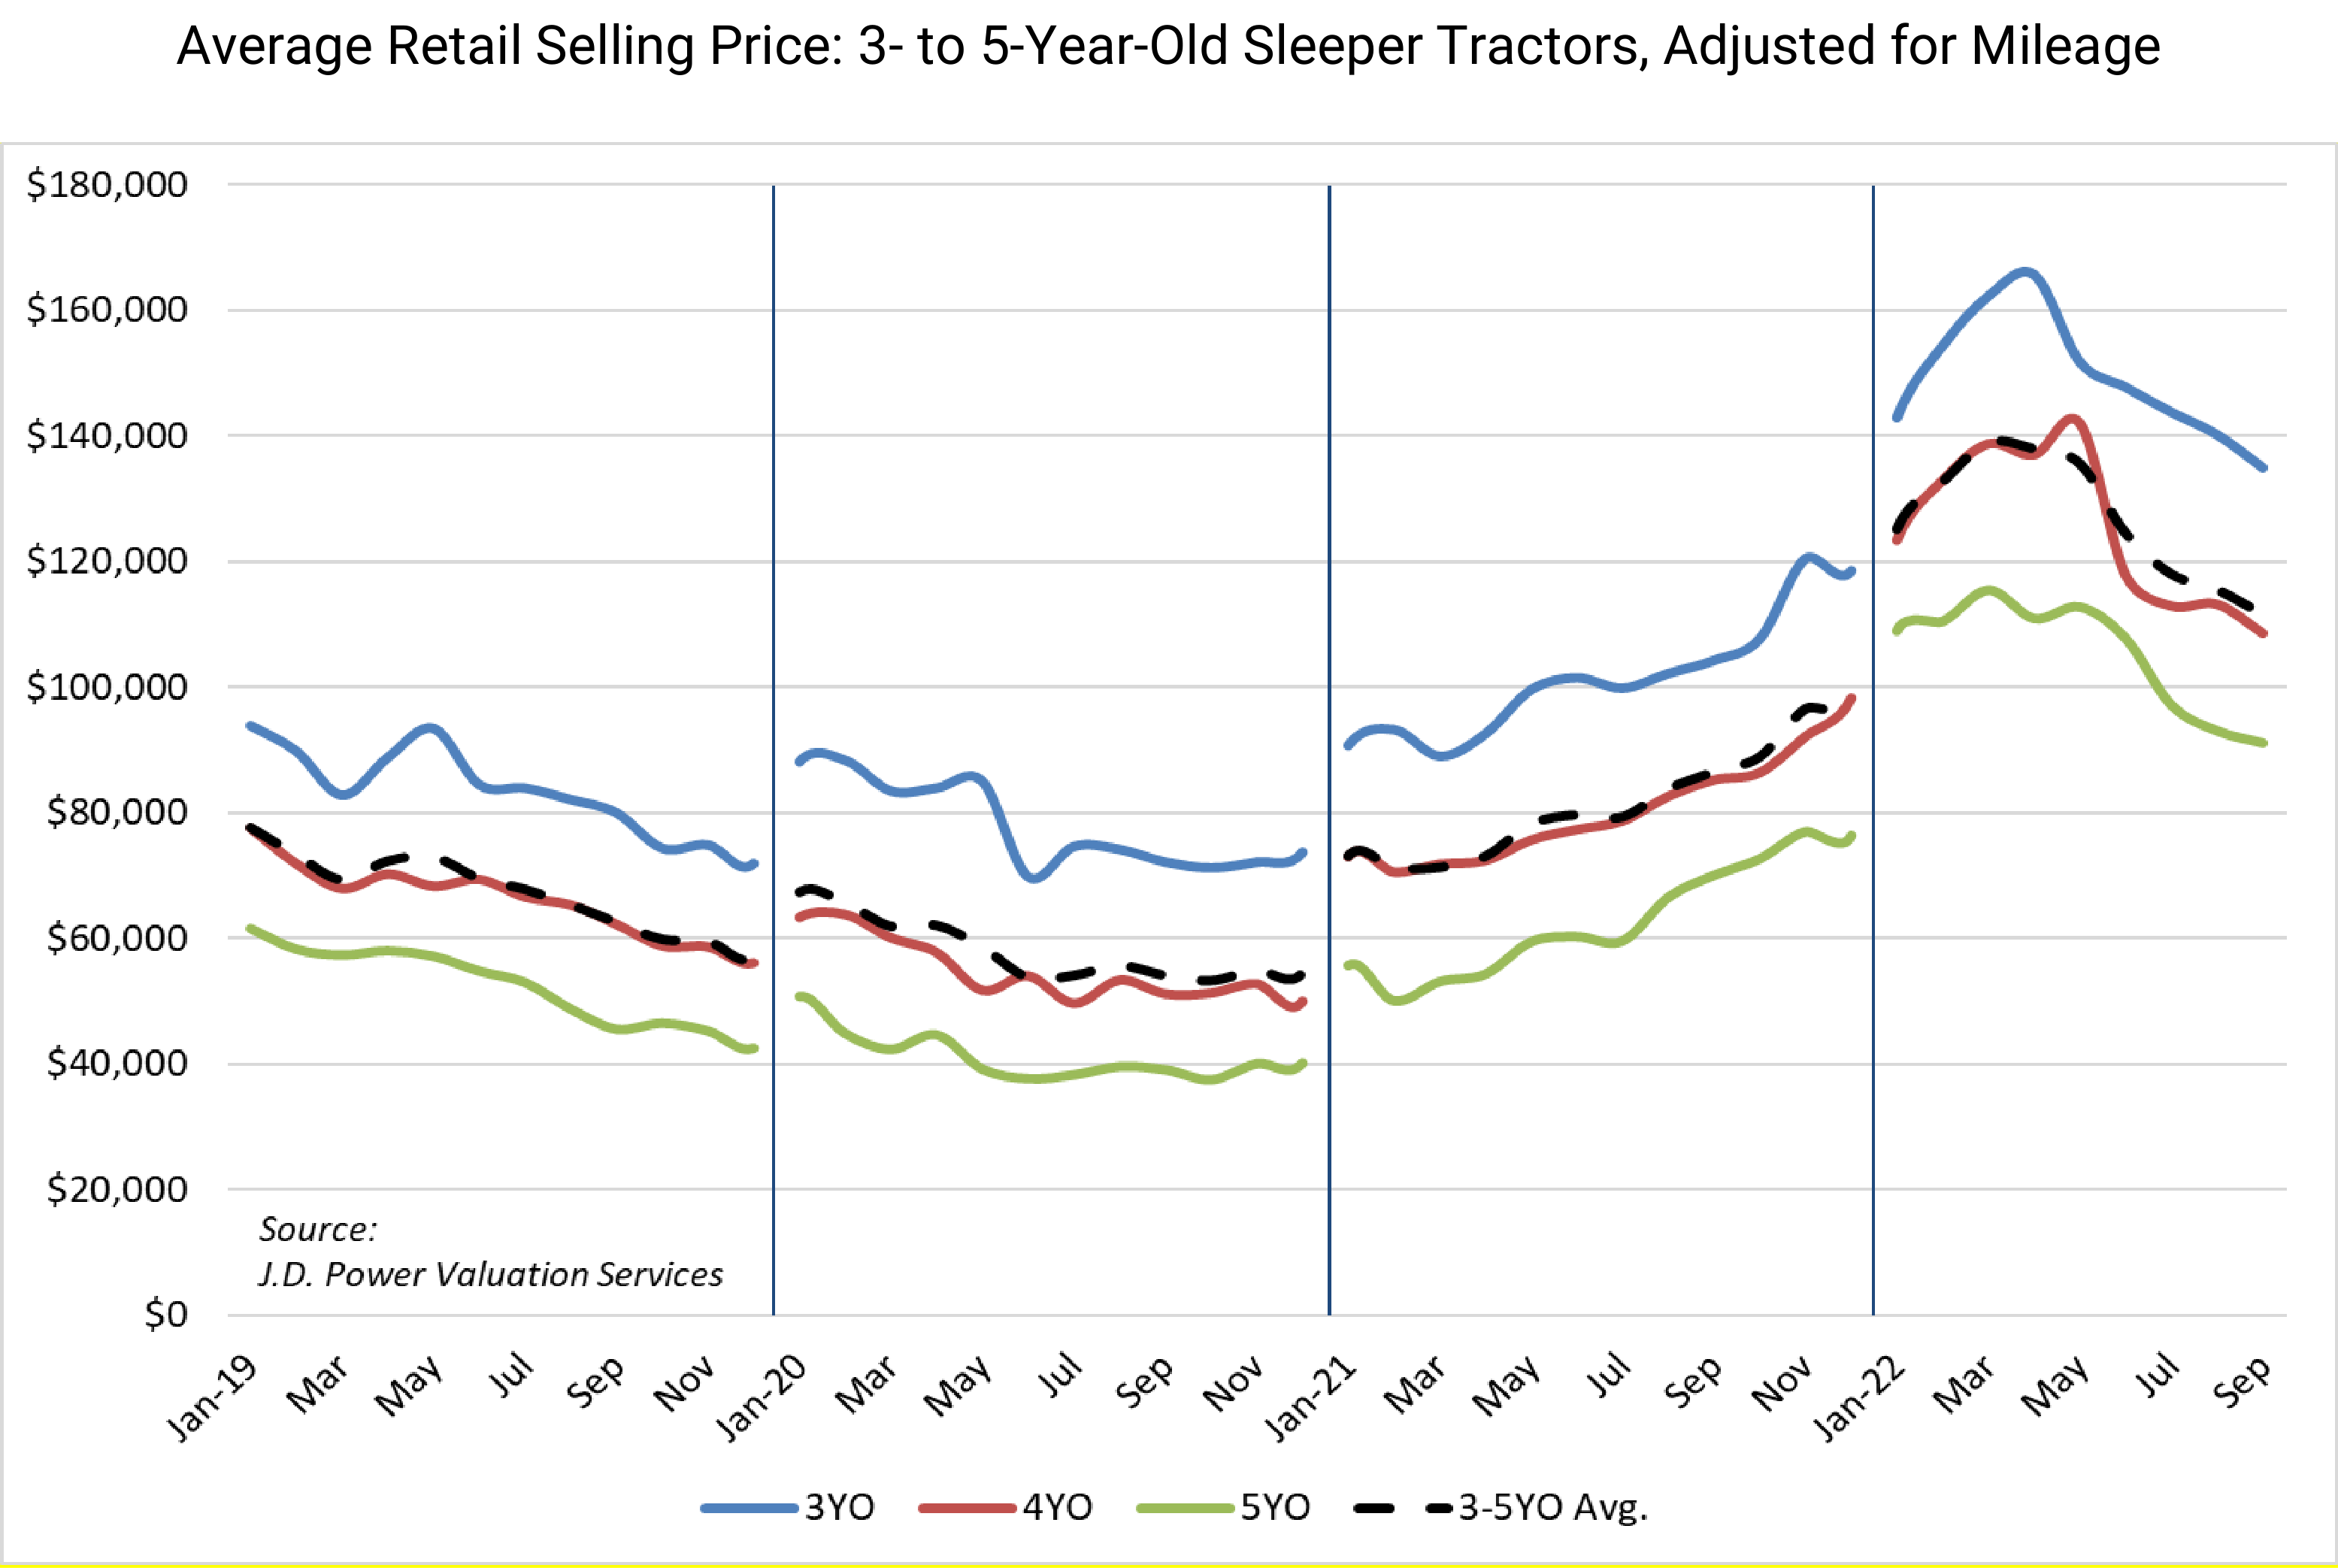 Average Retail Selling Price: 3- to 5-Year-Old Sleeper Tractors, Adjusted for Mileage
$180,000
$160,000
$140,000
$120,000
$100,000
$80,000
$60,000
$40,000
$20,000
$0
Source:
J.D. Power Valuation Services
Jan-19 Mar May Jul Sep Nov Jan-20 Mar May Jul Sep Nov Jan-21 Mar May Jul Sep Nov Jan-22 Mar May Jul Sep
3YO 4YO 5YO 3-5YO Avg.